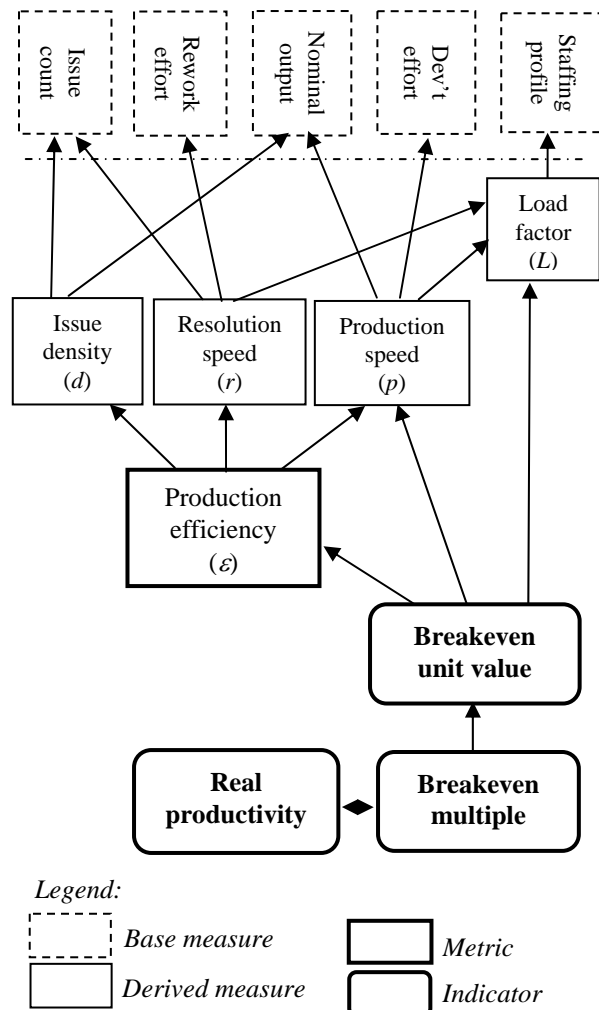 Issue
count
Rework
effort
Nominal
output
Dev't
effort
Staffing
profile
Load
factor
(L)
Issue
density
(d)
Resolution
speed
(r)
Production
speed
(p)
Production
efficiency
(ε)
Breakeven
unit value
Real
productivity
Breakeven
multiple
Legend:
Base measure
Metric
Derived measure
Indicator